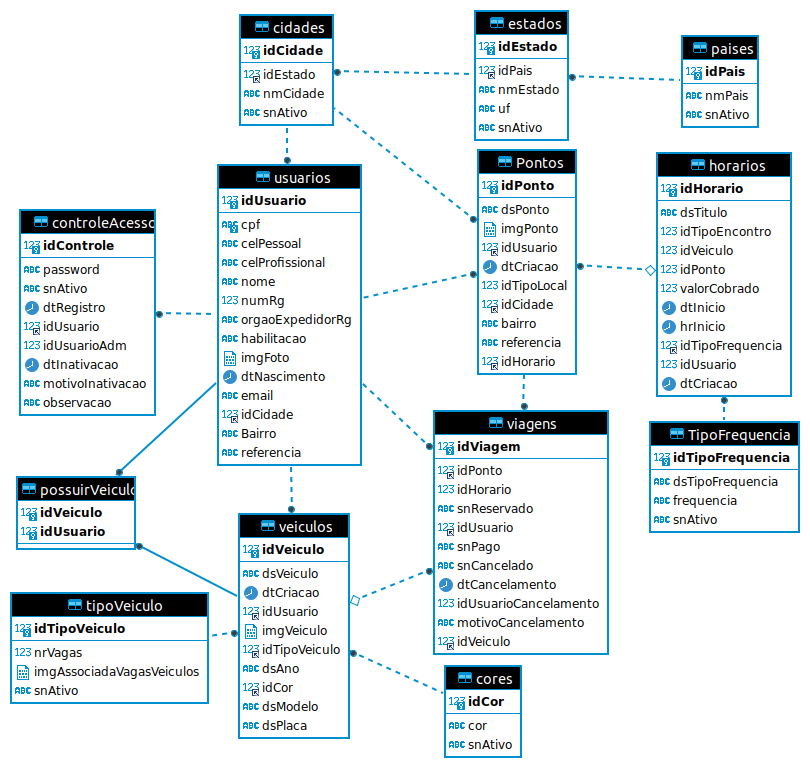 cidades
idCidade
idEstado
nmCidade
snAtivo
estados
idEstado
idPais
nmEstado
uf
snAtivo
paises
idPais
nmPais
snAtivo
usuarios
idUsuario
cpf
celPessoal
celProfissional
nome
numRg
orgaoExpedidorRg
habilitacao
imgFoto
dtNascimento
email
idCidade
Bairro
referencia
Pontos
idPonto
dsPonto
imgPonto
idUsuario
dtCriacao
idTipoLocal
idCidade
bairro
referencia
idHorario
horarios
idHorario
dsTitulo
idTipoEncontro
idVeiculo
idPonto
valorCobrado
dtInicio
hrInicio
idTipoFrequencia
idUsuario
dtCriacao
controleAcesso
idControle
password
snAtivo
dtRegistro
idUsuario
idUsuarioAdm
dtInativacao
motivoInativacao
observacao
viagens
idViagem
idPonto
idHorario
snReservado
idUsuario
snPago
snCancelado
dtCancelamento
idUsuarioCancelamento
motivoCancelamento
idVeiculo
TipoFrequencia
idTipoFrequencia
dsTipoFrequencia
frequencia
snAtivo
possuirVeiculo
idVeiculo
idUsuario
veiculos
idVeiculo
dsVeiculo
dtCriacao
idUsuario
imgVeiculo
idTipoVeiculo
dsAno
idCor
dsModelo
dsPlaca
tipoVeiculo
idTipoVeiculo
nrVagas
imgAssociadaVagasVeiculos
snAtivo
cores
idCor
cor
snAtivo